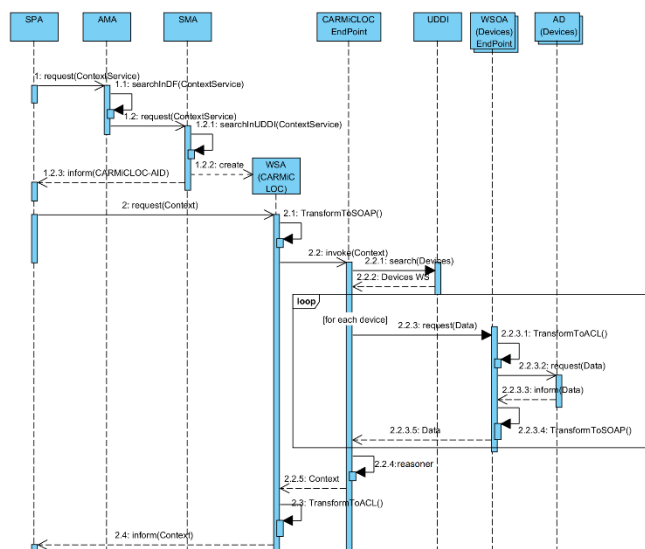 SPA
AMA
SMA
CARMiCLOC
EndPoint
UDDI
WSOA
(Devices)
EndPoint
AD
(Devices)
1: request(ContextService)
1.1: searchInDF(ContextService)
1.2: request(ContextService)
1.2.1: searchInUDDI(ContextService)
1.2.2: create
WSA
(CARMiC
LOC)
1.2.3: inform(CARMiCLOC-AID)
2: request(Context)
2.1: TransformToSOAP()
2.2: invoke(Context)
2.2.1: search(Devices)
2.2.2: Devices WS
loop
[for each device]
2.2.3: request(Data)
2.2.3.1: TransformToACL()
2.2.3.2: request(Data)
2.2.3.3: inform(Data)
2.2.3.4: TransformToSOAP()
2.2.3.5: Data
2.2.4:reasoner
2.2.5: Context
2.3: TransformToACL()
2.4: inform(Context)